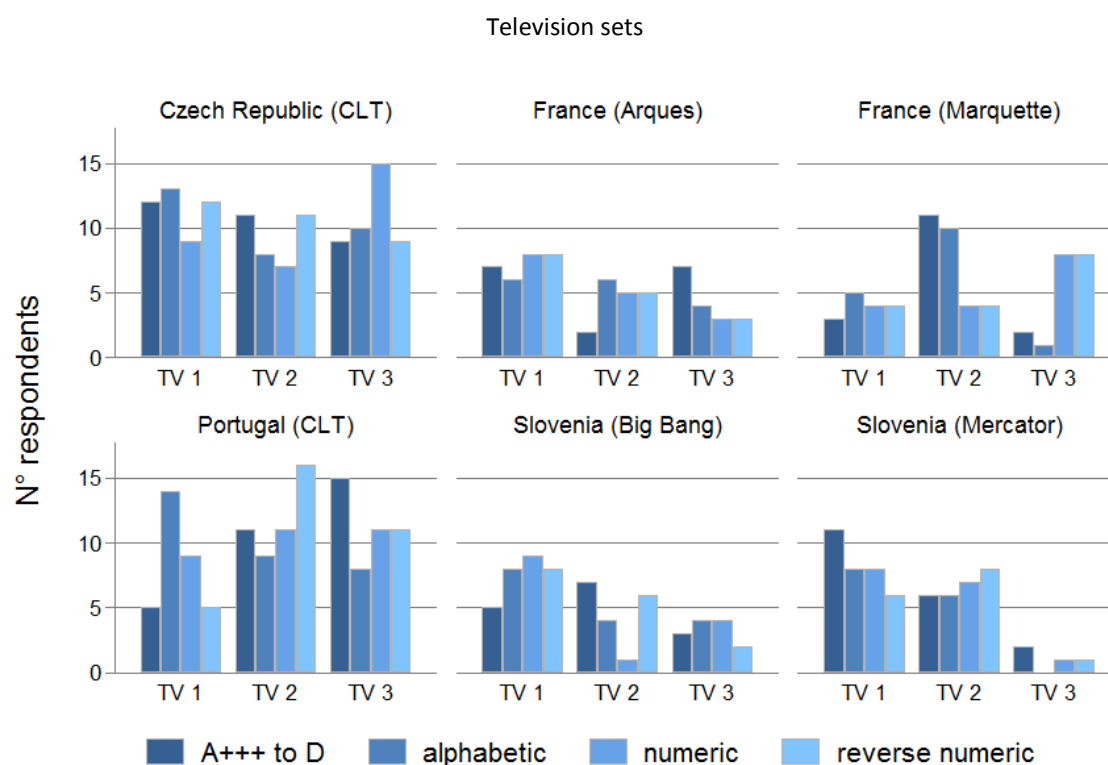 Television sets
Czech Republic (CLT)
France (Arques)
France (Marquette)
15
10
5
0
TV 1
TV 2
TV 3
TV 1
TV 2
TV 3
TV 1
TV 2
TV 3
N° respondents
Portugal (CLT)
Slovenia (Big Bang)
Slovenia (Mercator)
15
10
5
0
TV 1
TV 2
TV 3
TV 1
TV 2
TV 3
TV 1
TV 2
TV 3
A+++ to D
alphabetic
numeric
reverse numeric